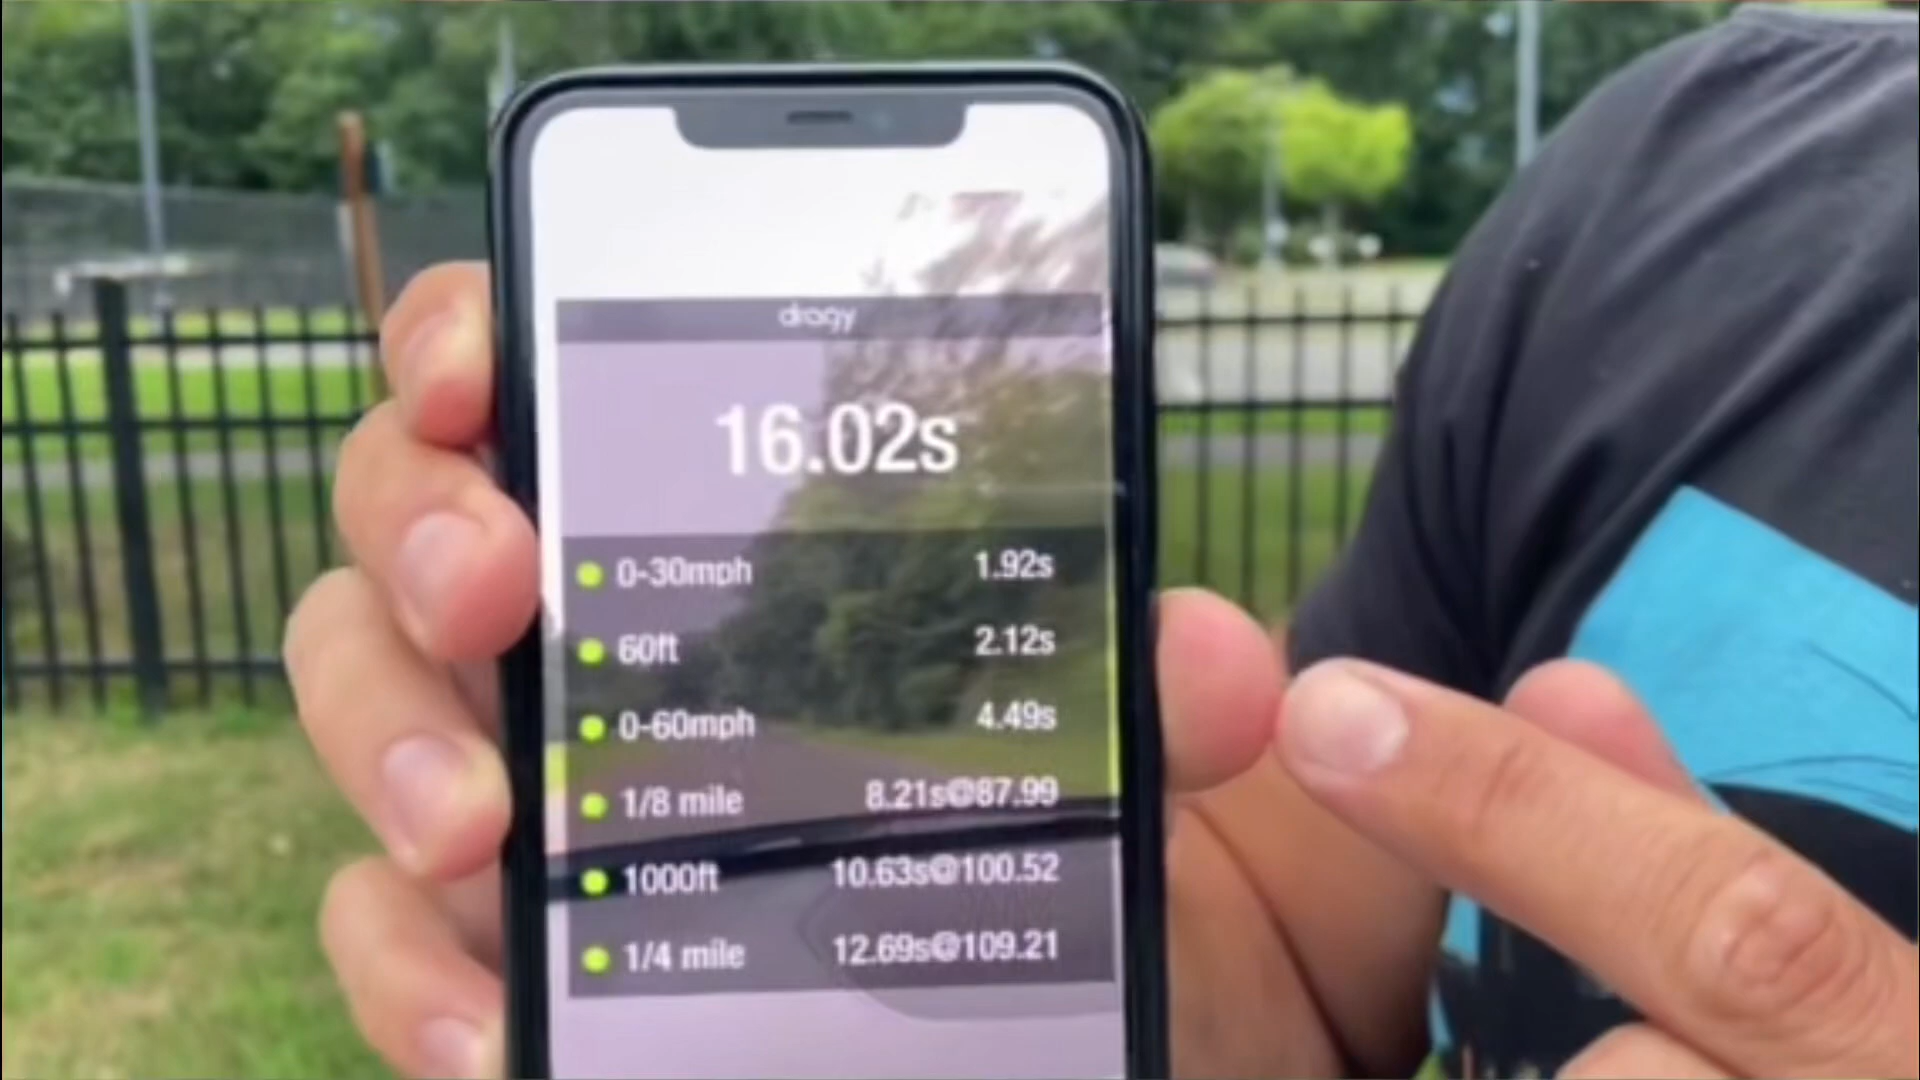 dragy
16.02s
0-30mph 1.92s
60ft 2.12s
0-60mph 4.49s
1/8 mile 8.21s@87.99
1000ft 10.63s@100.52
1/4 mile 12.69s@109.21